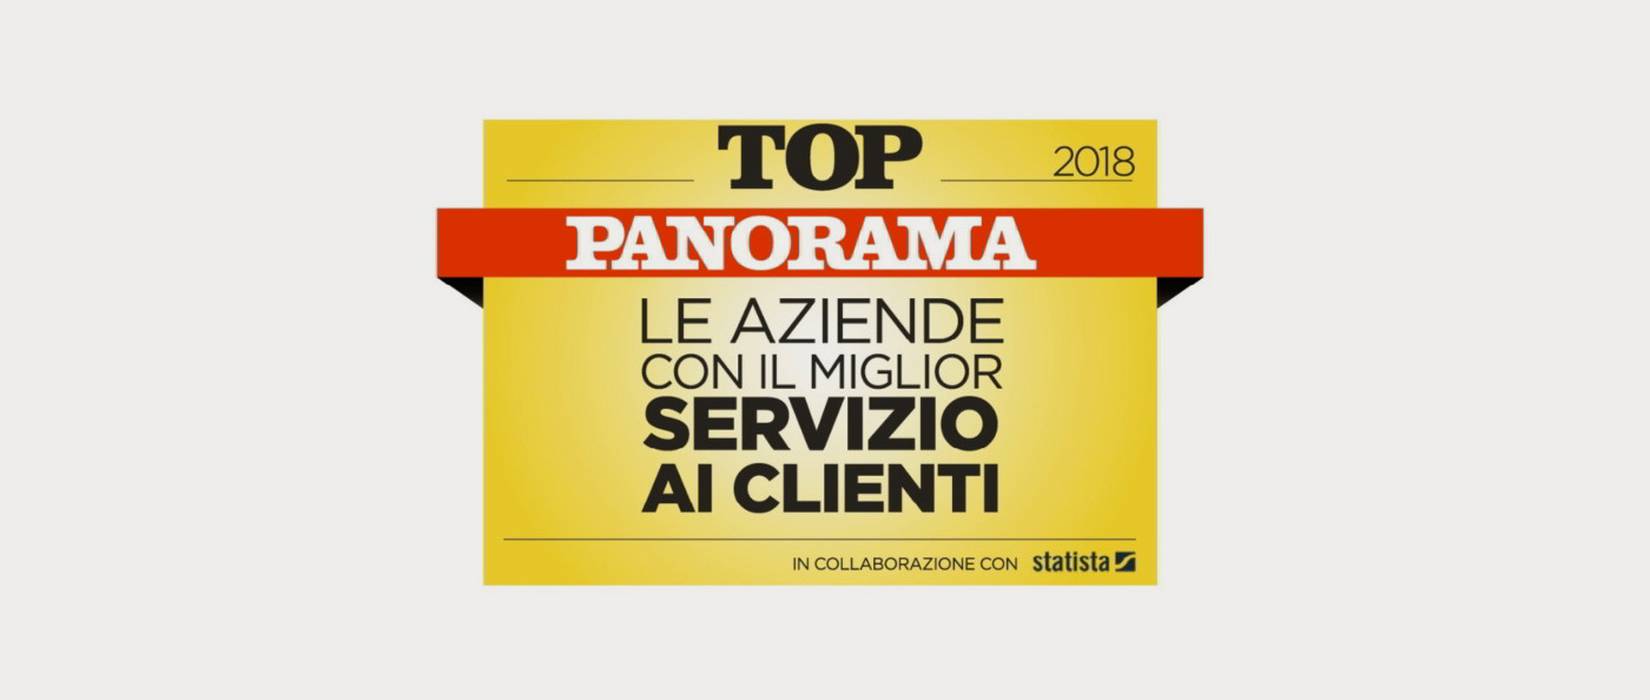 TOP
2018
PANORAMA
LE AZIENDE
CON IL MIGLIOR
SERVIZIO
AI CLIENTI
IN COLLABORAZIONE CON statista